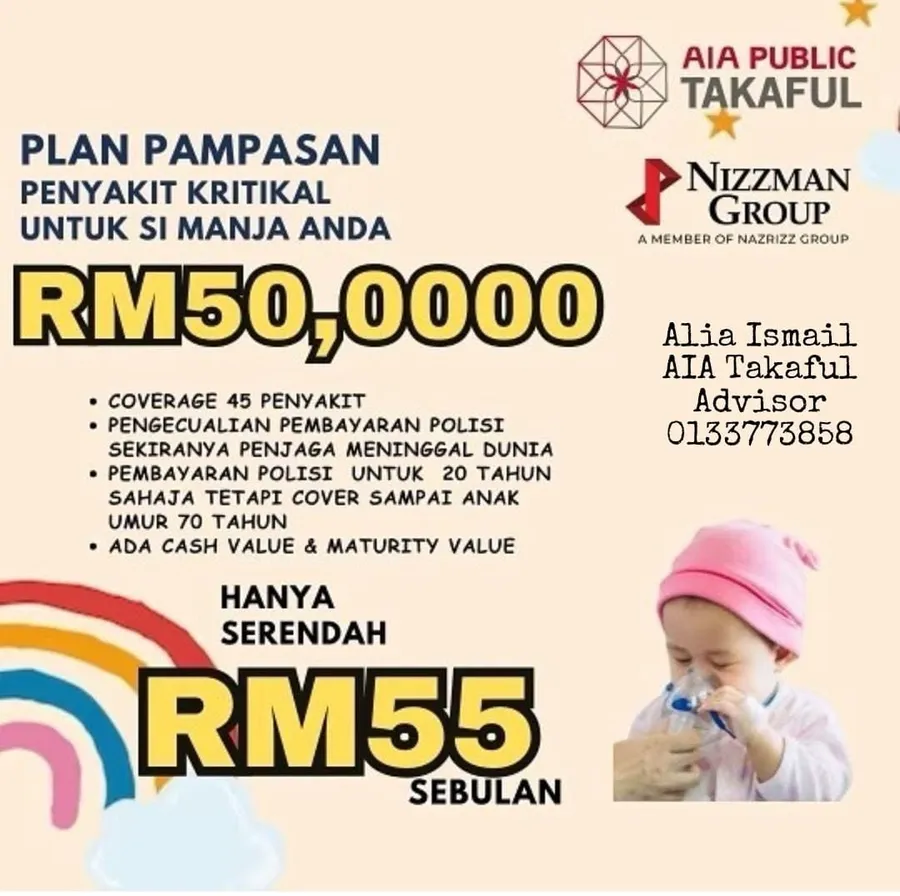 AIA PUBLIC
TAKAFUL
NIZZMAN
GROUP
A MEMBER OF NAZRIZZ GROUP
PLAN PAMPASAN
PENYAKIT KRITIKAL
UNTUK SI MANJA ANDA
RM50,0000
Alia Ismail
AIA Takaful
Advisor
0133773858
• COVERAGE 45 PENYAKIT
• PENGECUALIAN PEMBAYARAN POLISI
SEKIRANYA PENJAGA MENINGGAL DUNIA
• PEMBAYARAN POLISI UNTUK 20 TAHUN
SAHAJA TETAPI COVER SAMPAI ANAK
UMUR 70 TAHUN
• ADA CASH VALUE & MATURITY VALUE
HANYA
SERENDAH
RM55
SEBULAN